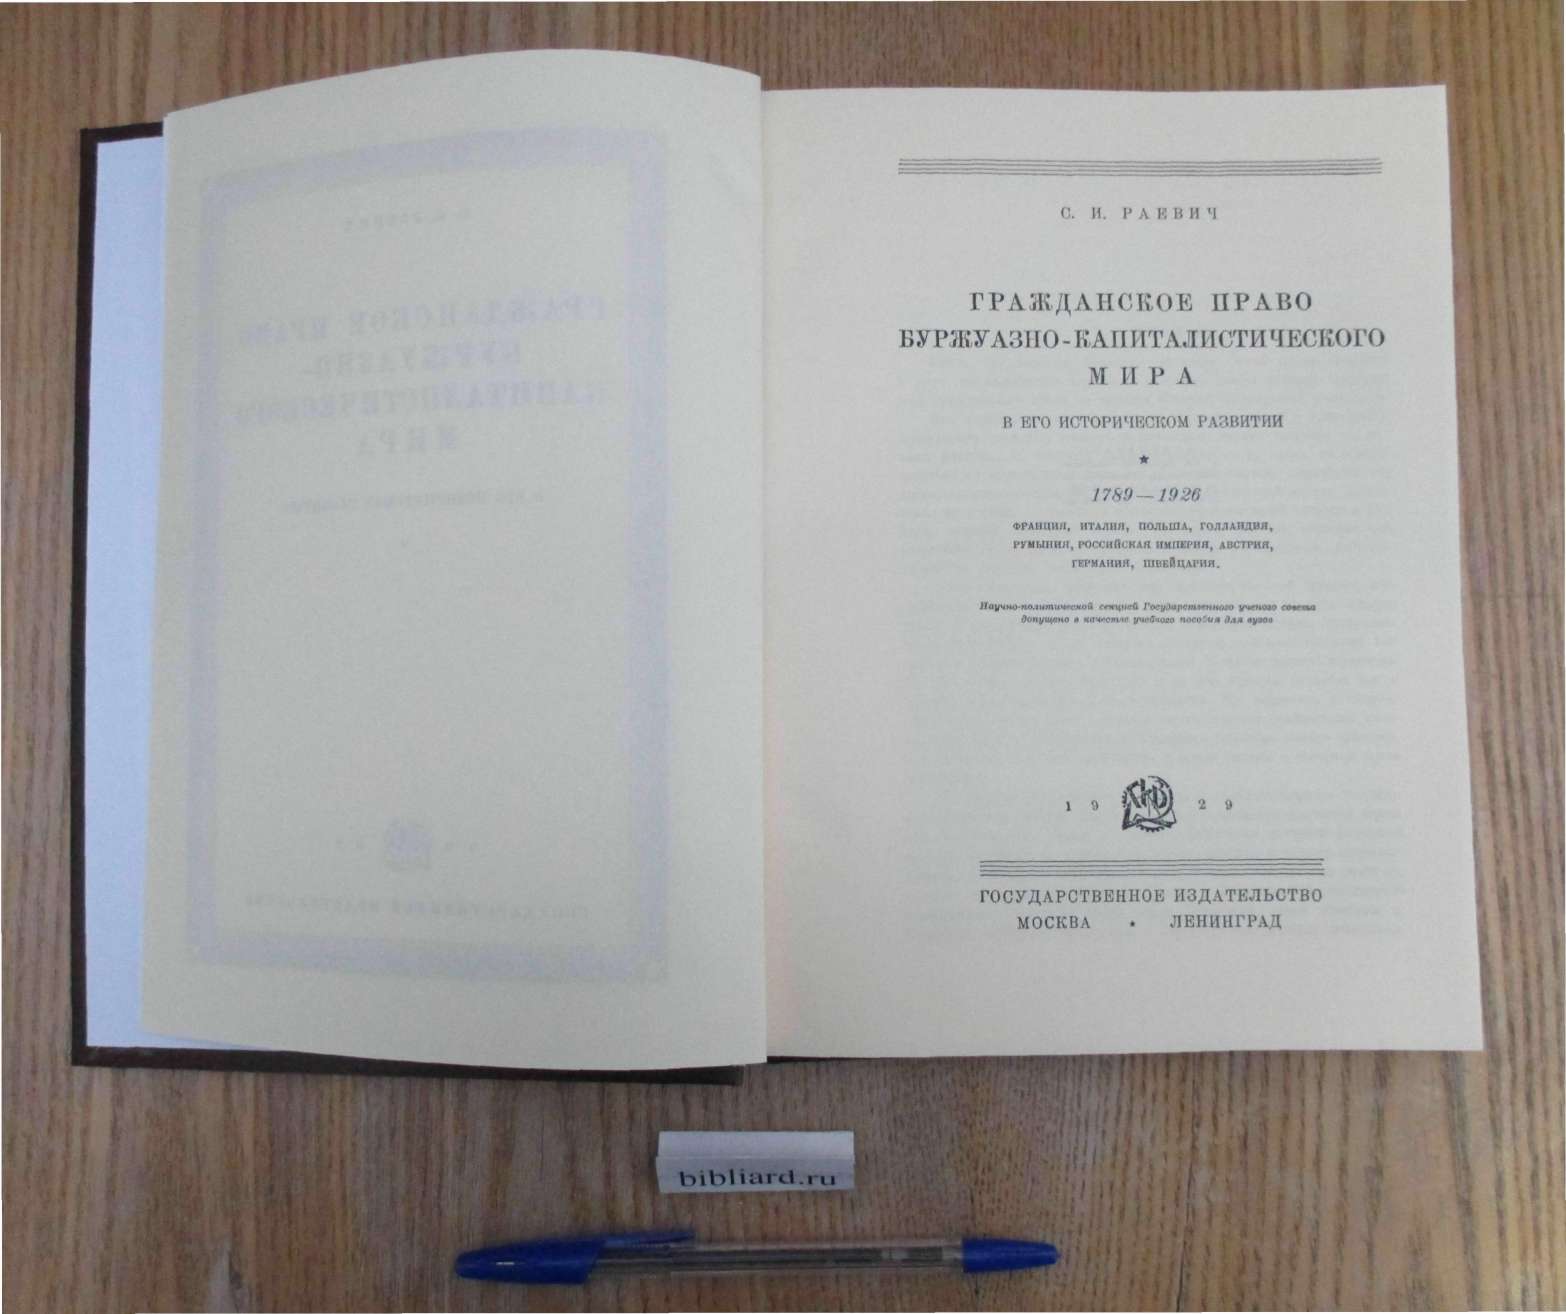 С. И. РАЕВИЧ
ГРАЖДАНСКОЕ ПРАВО
БУРЖУАЗНО-КАПИТАЛИСТИЧЕСКОГО
МИРА
В ЕГО ИСТОРИЧЕСКОМ РАЗВИТИИ
★
1789—1926
ФРАНЦИЯ, ИТАЛИЯ, ПОЛЬША, ГОЛЛАНДИЯ,
РУМЫНИЯ, РОССИЙСКАЯ ИМПЕРИЯ, АВСТРИЯ,
ГЕРМАНИЯ, ШВЕЙЦАРИЯ.
Научно-политической секцией Государственного ученого совета
допущено в качестве учебного пособия для вузов
1929
ГОСУДАРСТВЕННОЕ ИЗДАТЕЛЬСТВО
МОСКВА ★ ЛЕНИНГРАД
bibliard.ru